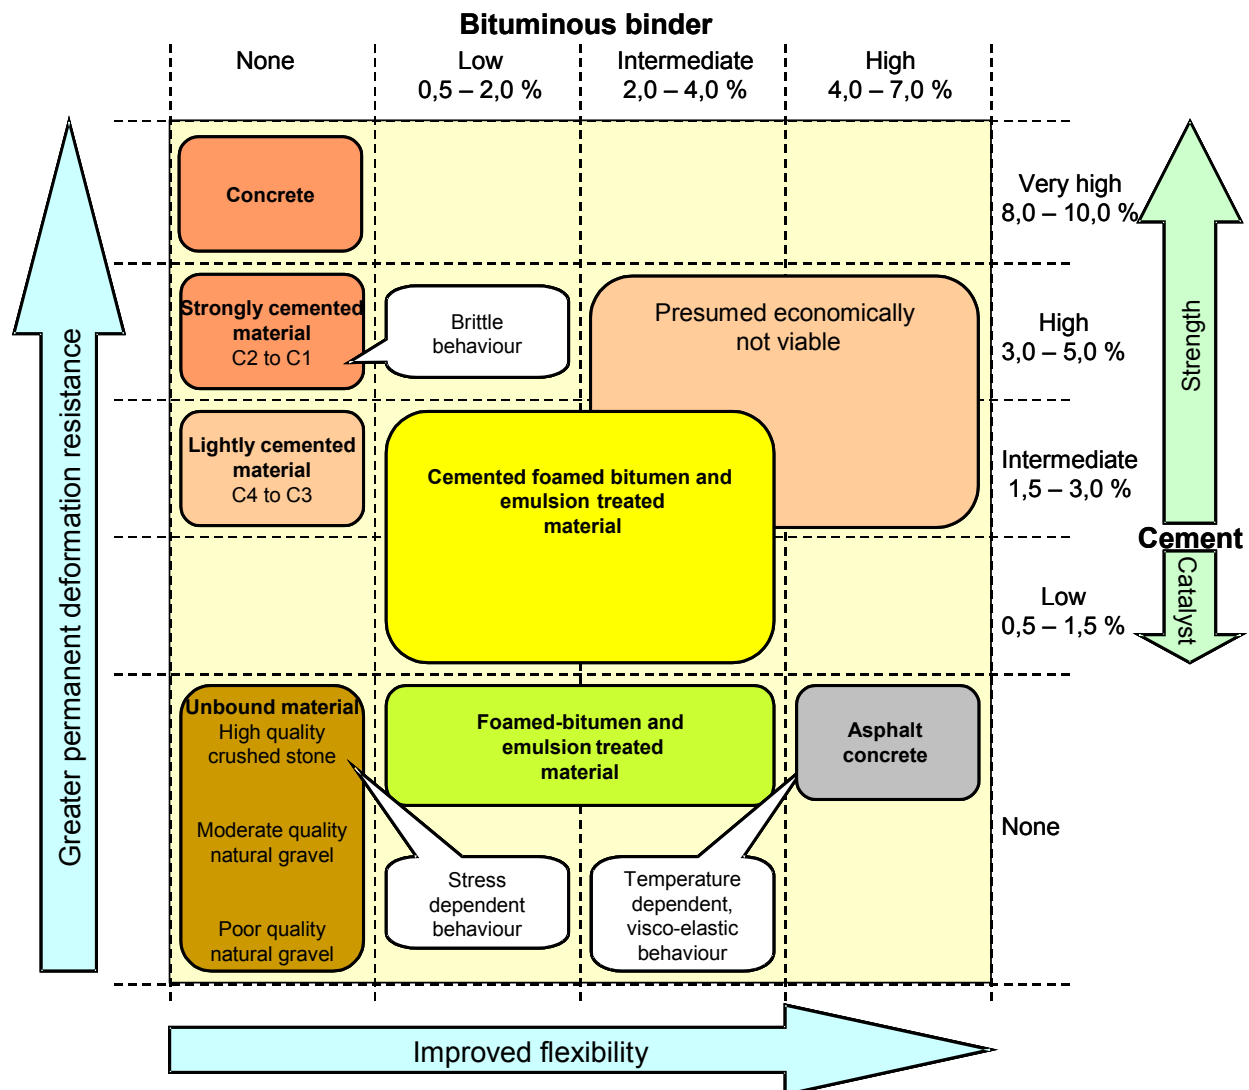 Bituminous binder
None
Low
0,5 – 2,0 %
Intermediate
2,0 – 4,0 %
High
4,0 – 7,0 %
Concrete
Very high
8,0 – 10,0 %
Strongly cemented
material
C2 to C1
Brittle
behaviour
Presumed economically
not viable
High
3,0 – 5,0 %
Lightly cemented
material
C4 to C3
Cemented foamed bitumen and
emulsion treated
material
Intermediate
1,5 – 3,0 %
Low
0,5 – 1,5 %
Strength
Cement
Catalyst
Unbound material
High quality
crushed stone
Moderate quality
natural gravel
Poor quality
natural gravel
Foamed-bitumen and
emulsion treated
material
Asphalt
concrete
None
Stress
dependent
behaviour
Temperature
dependent,
visco-elastic
behaviour
Greater permanent deformation resistance
Improved flexibility